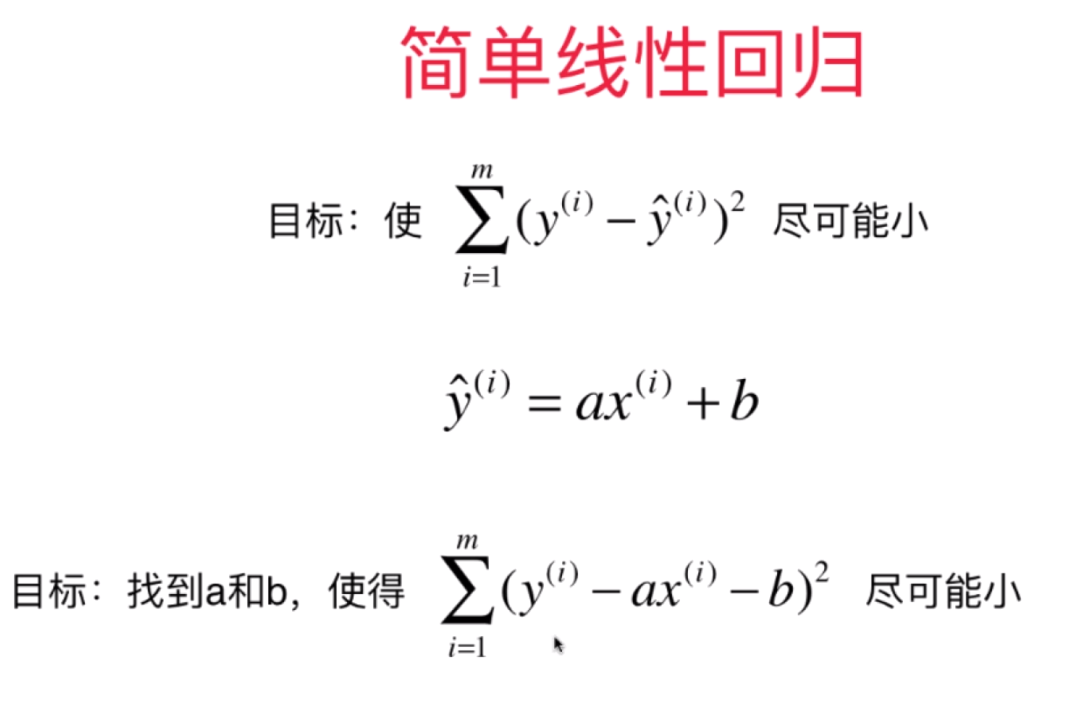 简单线性回归
目标：使 $\sum_{i=1}^{m}(y^{(i)} - \hat{y}^{(i)})^2$ 尽可能小
$\hat{y}^{(i)} = ax^{(i)} + b$
目标：找到a和b，使得 $\sum_{i=1}^{m}(y^{(i)} - ax^{(i)} - b)^2$ 尽可能小